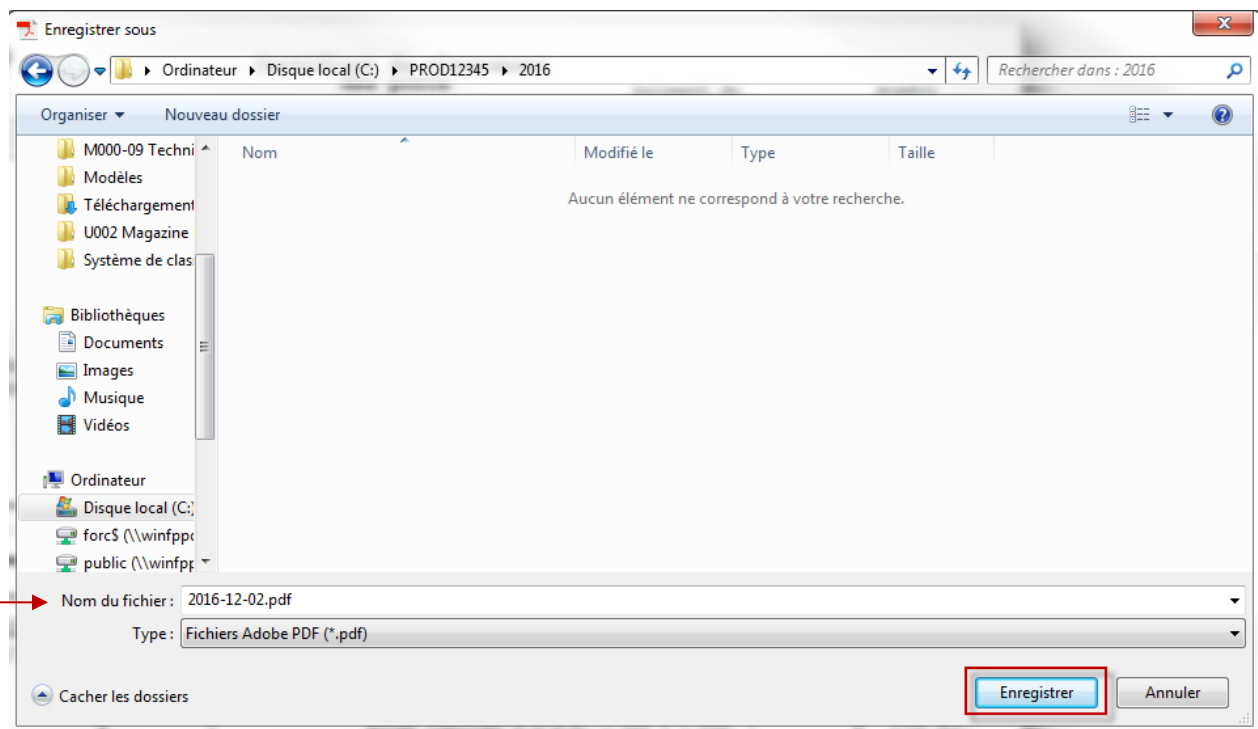 Enregistrer sous
Ordinateur ▸ Disque local (C:) ▸ PROD12345 ▸ 2016
Rechercher dans : 2016
Organiser Nouveau dossier
M000-09 Techni
Modèles
Téléchargement
U002 Magazine
Système de clas
Bibliothèques
Documents
Images
Musique
Vidéos
Ordinateur
Disque local (C:)
forc$ (\\winfppc
public (\\winfpp
Nom Modifié le Type Taille
Aucun élément ne correspond à votre recherche.
Nom du fichier : 2016-12-02.pdf
Type : Fichiers Adobe PDF (*.pdf)
Cacher les dossiers
Enregistrer Annuler